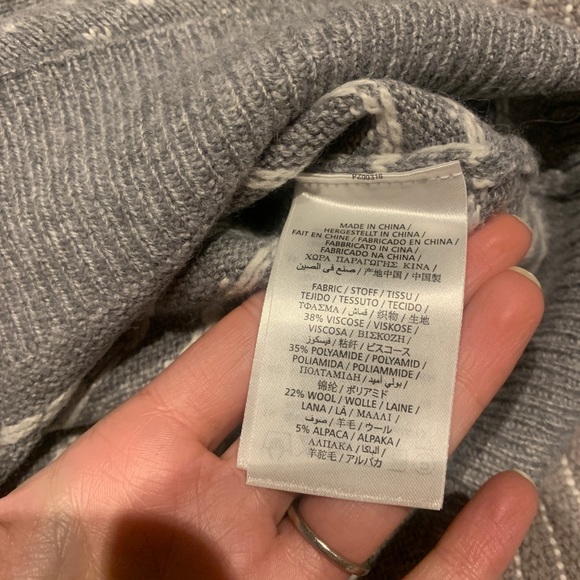 MADE IN CHINA /
HERGESTELLT IN CHINA /
FAIT EN CHINE / FABRICADO EN CHINA /
FABBRICATO IN CINA /
FABRICADO NA CHINA /
ΧΩΡΑ ΠΑΡΑΓΩΓΗΣ ΚΙΝΑ /
صنع في الصين / 产地中国 / 中国製
FABRIC / STOFF / TISSU /
TEJIDO / TESSUTO / TECIDO /
ΥΦΑΣΜΑ / قماش / 织物 / 生地
38% VISCOSE / VISKOSE /
VISCOSA / ΒΙΣΚΟΖΗ /
فيسكوز / 粘纤 / ビスコース
35% POLYAMIDE / POLYAMID /
POLIAMIDA / POLIAMMIDE /
ΠΟΛΤΑΜΙΔΗ / بولي أميد /
锦纶 / ポリアミド
22% WOOL / WOLLE / LAINE /
LANA / LÃ / ΜΑΛΛΙ /
صوف / 羊毛 / ウール
5% ALPACA / ALPAKA /
ΑΛΠΑΚΑ / الباكا /
羊驼毛 / アルパカ